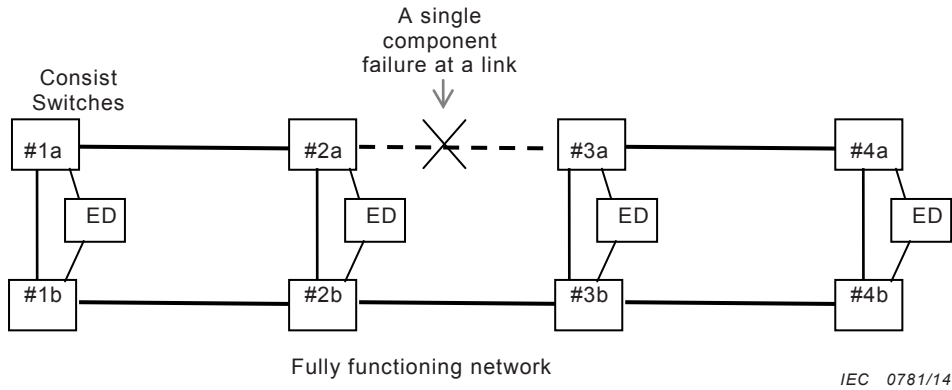 A single
component
failure at a link
Consist
Switches
#1a
#2a
#3a
#4a
ED
ED
ED
ED
#1b
#2b
#3b
#4b
Fully functioning network
IEC 0781/14